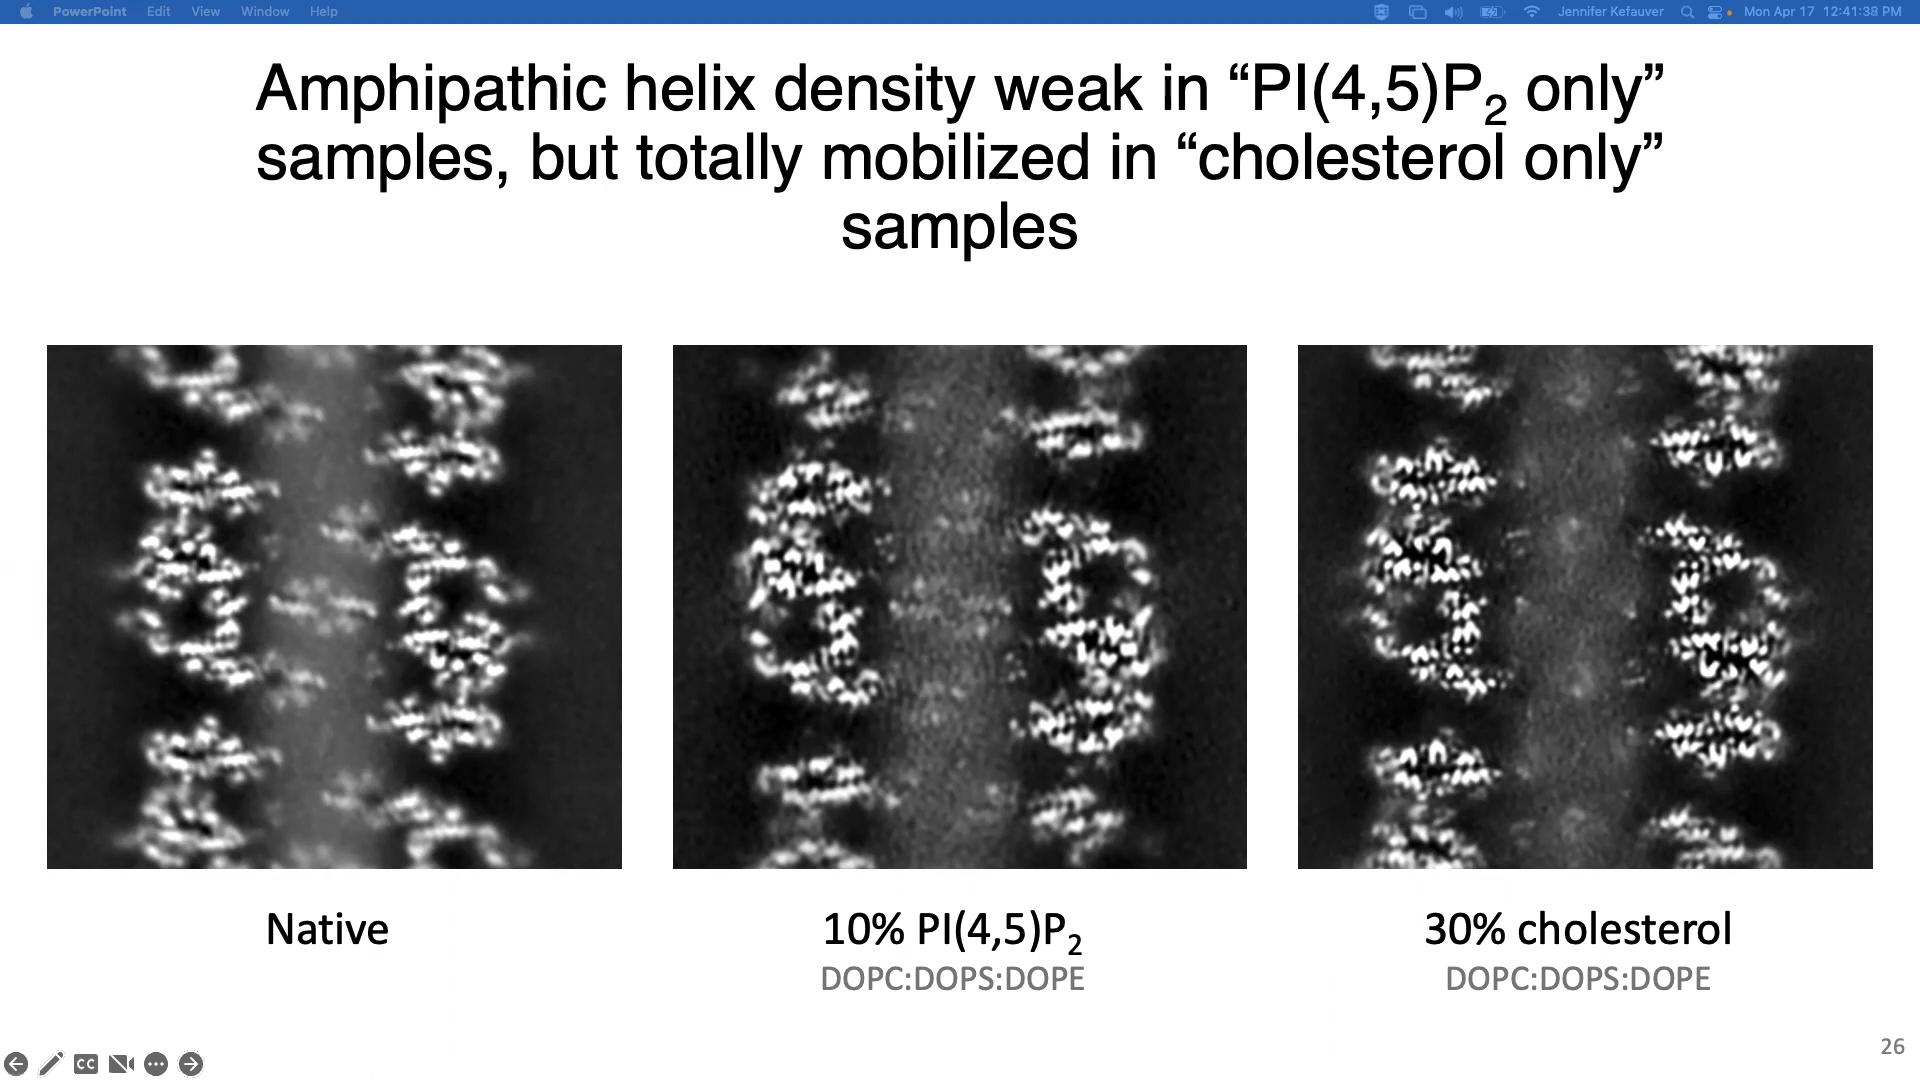 PowerPoint Edit View Window Help Jennifer Kefauver Mon Apr 17 12:41:38 PM
Amphipathic helix density weak in “PI(4,5)P2 only”
samples, but totally mobilized in “cholesterol only”
samples
Native
10% PI(4,5)P2
DOPC:DOPS:DOPE
30% cholesterol
DOPC:DOPS:DOPE
CC
26